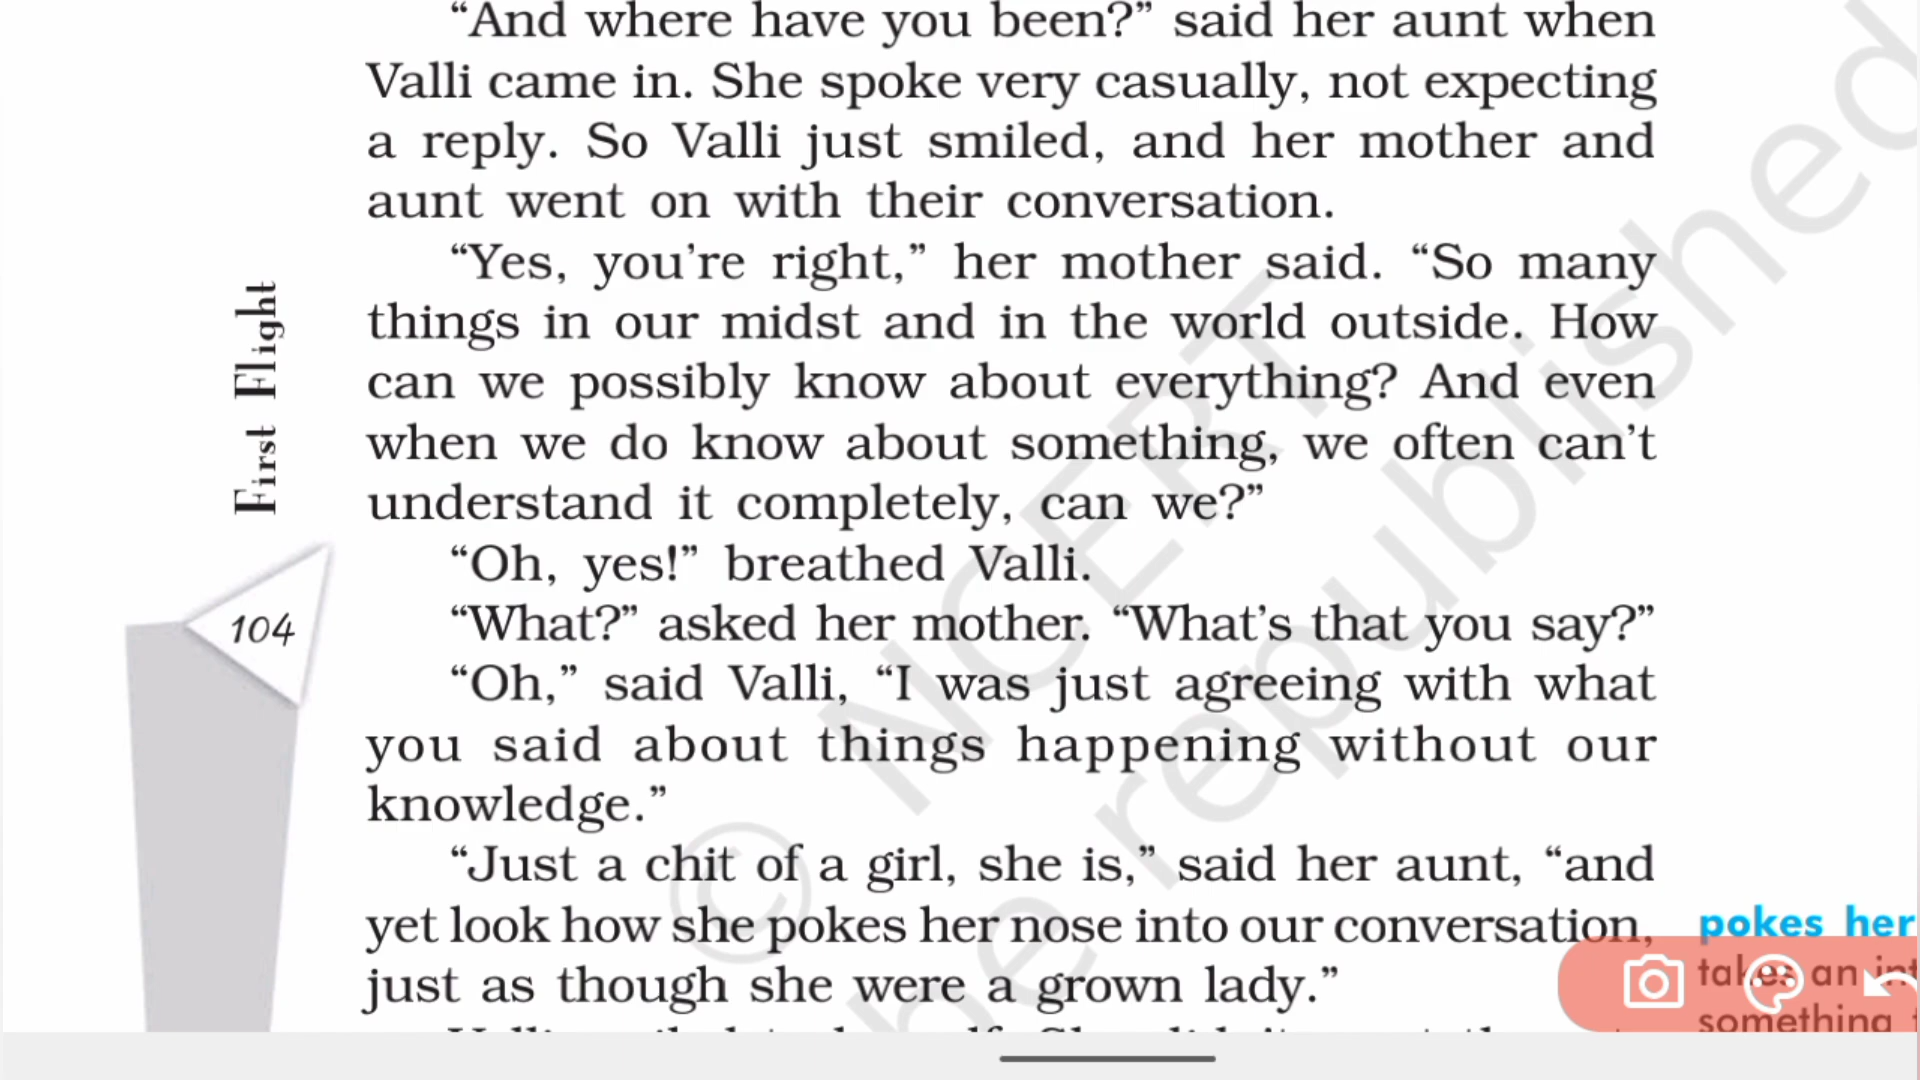 “And where have you been?” said her aunt when
Valli came in. She spoke very casually, not expecting
a reply. So Valli just smiled, and her mother and
aunt went on with their conversation.
“Yes, you’re right,” her mother said. “So many
things in our midst and in the world outside. How
can we possibly know about everything? And even
when we do know about something, we often can’t
understand it completely, can we?”
“Oh, yes!” breathed Valli.
“What?” asked her mother. “What’s that you say?”
“Oh,” said Valli, “I was just agreeing with what
you said about things happening without our
knowledge.”
“Just a chit of a girl, she is,” said her aunt, “and
yet look how she pokes her nose into our conversation,
just as though she were a grown lady.”
First Flight
104
pokes her
takes an
something
© NCERT
republished